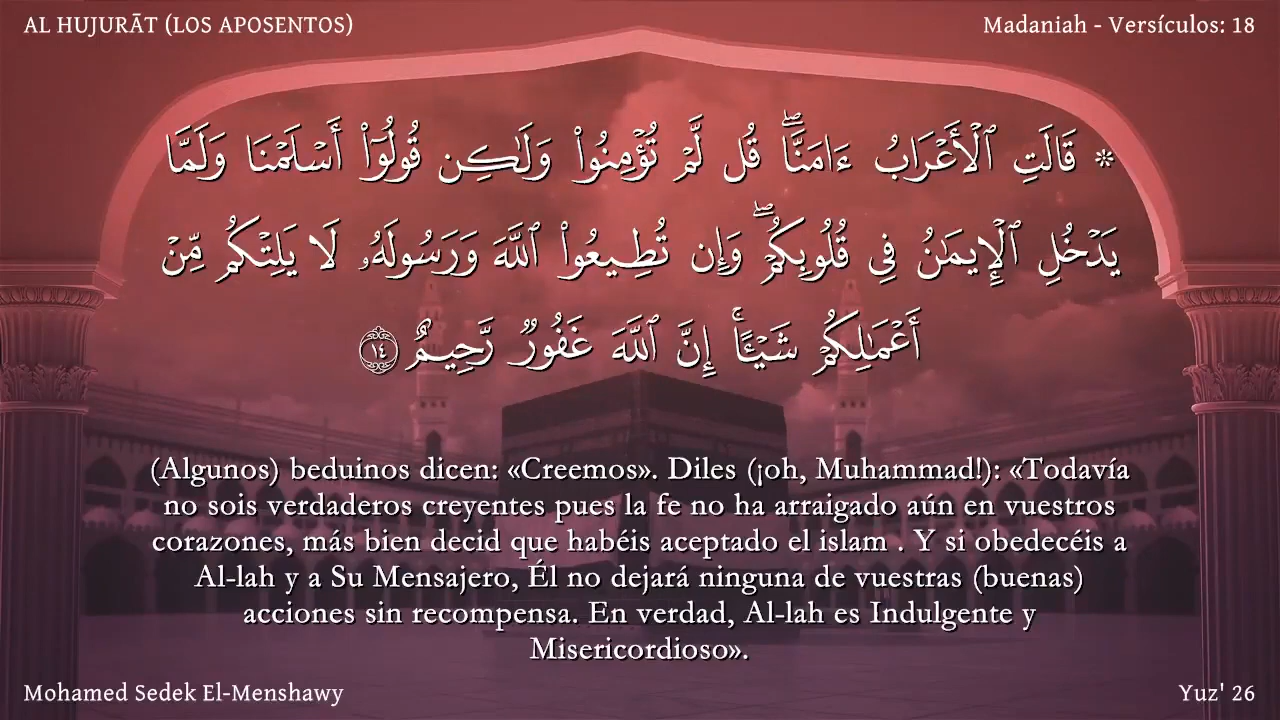 AL HUJURĀT (LOS APOSENTOS)
Madaniah - Versículos: 18
۞ قَالَتِ ٱلْأَعْرَابُ ءَامَنَّا ۖ قُل لَّمْ تُؤْمِنُوا۟ وَلَـٰكِن قُولُوٓا۟ أَسْلَمْنَا وَلَمَّا
يَدْخُلِ ٱلْإِيمَـٰنُ فِى قُلُوبِكُمْ ۖ وَإِن تُطِيعُوا۟ ٱللَّهَ وَرَسُولَهُۥ لَا يَلِتْكُم مِّنْ
أَعْمَـٰلِكُمْ شَيْـًٔا ۚ إِنَّ ٱللَّهَ غَفُورٌ رَّحِيمٌ ١٤
(Algunos) beduinos dicen: «Creemos». Diles (¡oh, Muhammad!): «Todavía
no sois verdaderos creyentes pues la fe no ha arraigado aún en vuestros
corazones, más bien decid que habéis aceptado el islam . Y si obedecéis a
Al-lah y a Su Mensajero, Él no dejará ninguna de vuestras (buenas)
acciones sin recompensa. En verdad, Al-lah es Indulgente y
Misericordioso».
Mohamed Sedek El-Menshawy
Yuz' 26